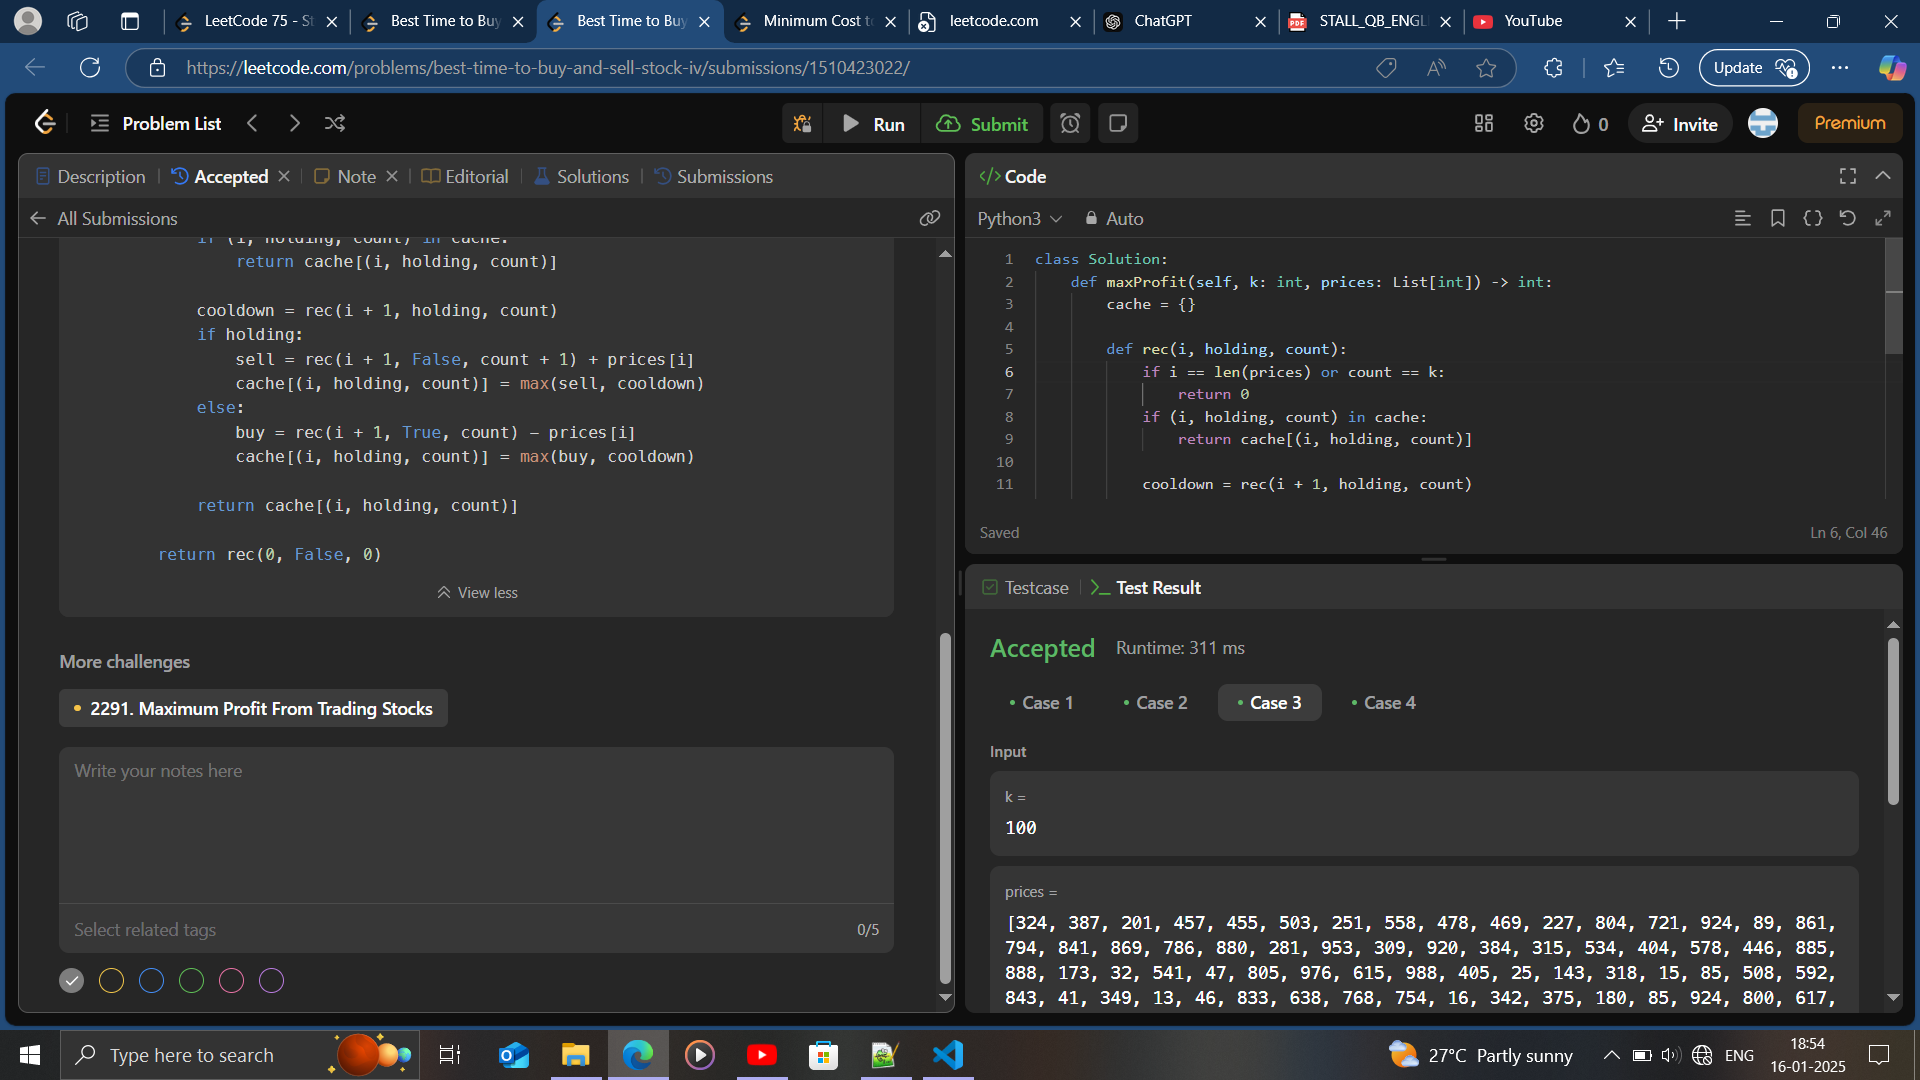 LeetCode 75 - St
Best Time to Buy
Best Time to Buy
Minimum Cost to
leetcode.com
ChatGPT
STALL_QB_ENGL
YouTube
https://leetcode.com/problems/best-time-to-buy-and-sell-stock-iv/submissions/1510423022/
Update
Problem List
Run
Submit
0
Invite
Premium
Description
Accepted
Note
Editorial
Solutions
Submissions
All Submissions
if (i, holding, count) in cache:
return cache[(i, holding, count)]
cooldown = rec(i + 1, holding, count)
if holding:
sell = rec(i + 1, False, count + 1) + prices[i]
cache[(i, holding, count)] = max(sell, cooldown)
else:
buy = rec(i + 1, True, count) - prices[i]
cache[(i, holding, count)] = max(buy, cooldown)
return cache[(i, holding, count)]
return rec(0, False, 0)
View less
More challenges
2291. Maximum Profit From Trading Stocks
Write your notes here
Select related tags
0/5
</> Code
Python3
Auto
1 class Solution:
2 def maxProfit(self, k: int, prices: List[int]) -> int:
3 cache = {}
4
5 def rec(i, holding, count):
6 if i == len(prices) or count == k:
7 return 0
8 if (i, holding, count) in cache:
9 return cache[(i, holding, count)]
10
11 cooldown = rec(i + 1, holding, count)
Saved
Ln 6, Col 46
Testcase
Test Result
Accepted
Runtime: 311 ms
Case 1
Case 2
Case 3
Case 4
Input
k =
100
prices =
[324, 387, 201, 457, 455, 503, 251, 558, 478, 469, 227, 804, 721, 924, 89, 861,
794, 841, 869, 786, 880, 281, 953, 309, 920, 384, 315, 534, 404, 578, 446, 885,
888, 173, 32, 541, 47, 805, 976, 615, 988, 405, 25, 143, 318, 15, 85, 508, 592,
843, 41, 349, 13, 46, 833, 638, 768, 754, 16, 342, 375, 180, 85, 924, 800, 617,
Type here to search
27°C Partly sunny
ENG
18:54
16-01-2025